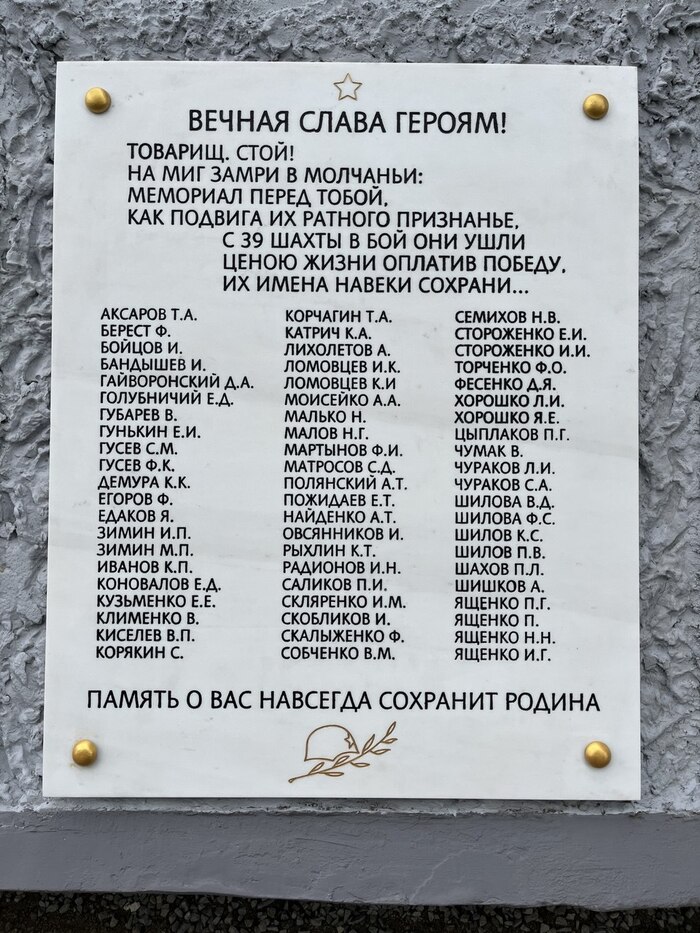 ВЕЧНАЯ СЛАВА ГЕРОЯМ!
ТОВАРИЩ. СТОЙ!
НА МИГ ЗАМРИ В МОЛЧАНЬИ:
МЕМОРИАЛ ПЕРЕД ТОБОЙ,
КАК ПОДВИГА ИХ РАТНОГО ПРИЗНАНЬЕ,
С 39 ШАХТЫ В БОЙ ОНИ УШЛИ
ЦЕНОЮ ЖИЗНИ ОПЛАТИВ ПОБЕДУ,
ИХ ИМЕНА НАВЕКИ СОХРАНИ...
АКСАРОВ Т.А.
БЕРЕСТ Ф.
БОЙЦОВ И.
БАНДЫШЕВ И.
ГАЙВОРОНСКИЙ Д.А.
ГОЛУБНИЧИЙ Е.Д.
ГУБАРЕВ В.
ГУНЬКИН Е.И.
ГУСЕВ С.М.
ГУСЕВ Ф.К.
ДЕМУРА К.К.
ЕГОРОВ Ф.
ЕДАКОВ Я.
ЗИМИН И.П.
ЗИМИН М.П.
ИВАНОВ К.П.
КОНОВАЛОВ Е.Д.
КУЗЬМЕНКО Е.Е.
КЛИМЕНКО В.
КИСЕЛЕВ В.П.
КОРЯКИН С.
КОРЧАГИН Т.А.
КАТРИЧ К.А.
ЛИХОЛЕТОВ А.
ЛОМОВЦЕВ И.К.
ЛОМОВЦЕВ К.И
МОИСЕЙКО А.А.
МАЛЬКО Н.
МАЛОВ Н.Г.
МАРТЫНОВ Ф.И.
МАТРОСОВ С.Д.
ПОЛЯНСКИЙ А.Т.
ПОЖИДАЕВ Е.Т.
НАЙДЕНКО А.Т.
ОВСЯННИКОВ И.
РЫХЛИН К.Т.
РАДИОНОВ И.Н.
САЛИКОВ П.И.
СКЛЯРЕНКО И.М.
СКОБЛИКОВ И.
СКАЛЫЖЕНКО Ф.
СОБЧЕНКО В.М.
СЕМИХОВ Н.В.
СТОРОЖЕНКО Е.И.
СТОРОЖЕНКО И.И.
ТОРЧЕНКО Ф.О.
ФЕСЕНКО Д.Я.
ХОРОШКО Л.И.
ХОРОШКО Я.Е.
ЦЫПЛАКОВ П.Г.
ЧУМАК В.
ЧУРАКОВ Л.И.
ЧУРАКОВ С.А.
ШИЛОВА В.Д.
ШИЛОВА Ф.С.
ШИЛОВ К.С.
ШИЛОВ П.В.
ШАХОВ П.Л.
ШИШКОВ А.
ЯЩЕНКО П.Г.
ЯЩЕНКО П.
ЯЩЕНКО Н.Н.
ЯЩЕНКО И.Г.
ПАМЯТЬ О ВАС НАВСЕГДА СОХРАНИТ РОДИНА